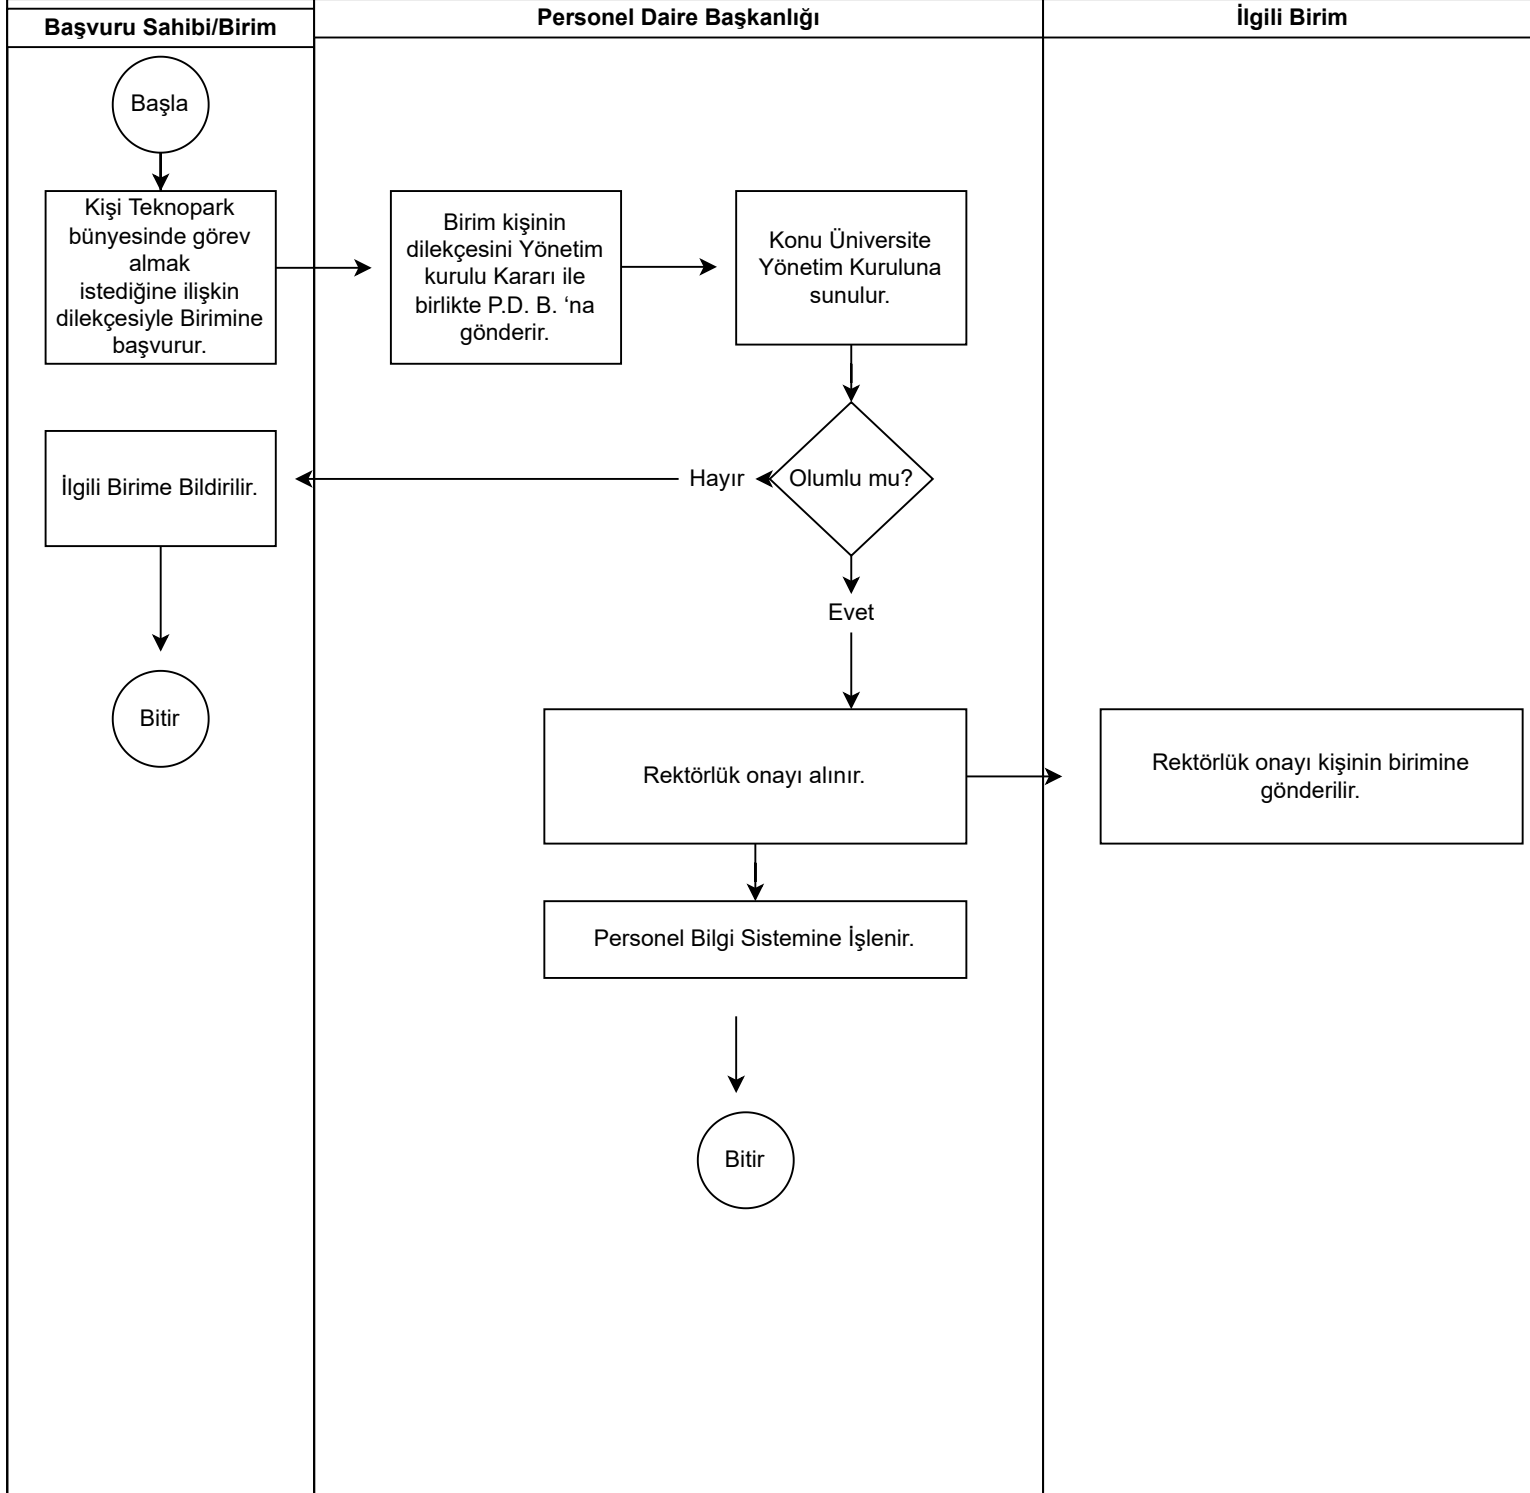 Başvuru Sahibi/Birim
Personel Daire Başkanlığı
İlgili Birim
Başla
Kişi Teknopark
bünyesinde görev
almak
istediğine ilişkin
dilekçesiyle Birimine
başvurur.
Birim kişinin
dilekçesini Yönetim
kurulu Kararı ile
birlikte P.D. B. ‘na
gönderir.
Konu Üniversite
Yönetim Kuruluna
sunulur.
Olumlu mu?
Hayır
İlgili Birime Bildirilir.
Bitir
Evet
Rektörlük onayı alınır.
Rektörlük onayı kişinin birimine
gönderilir.
Personel Bilgi Sistemine İşlenir.
Bitir